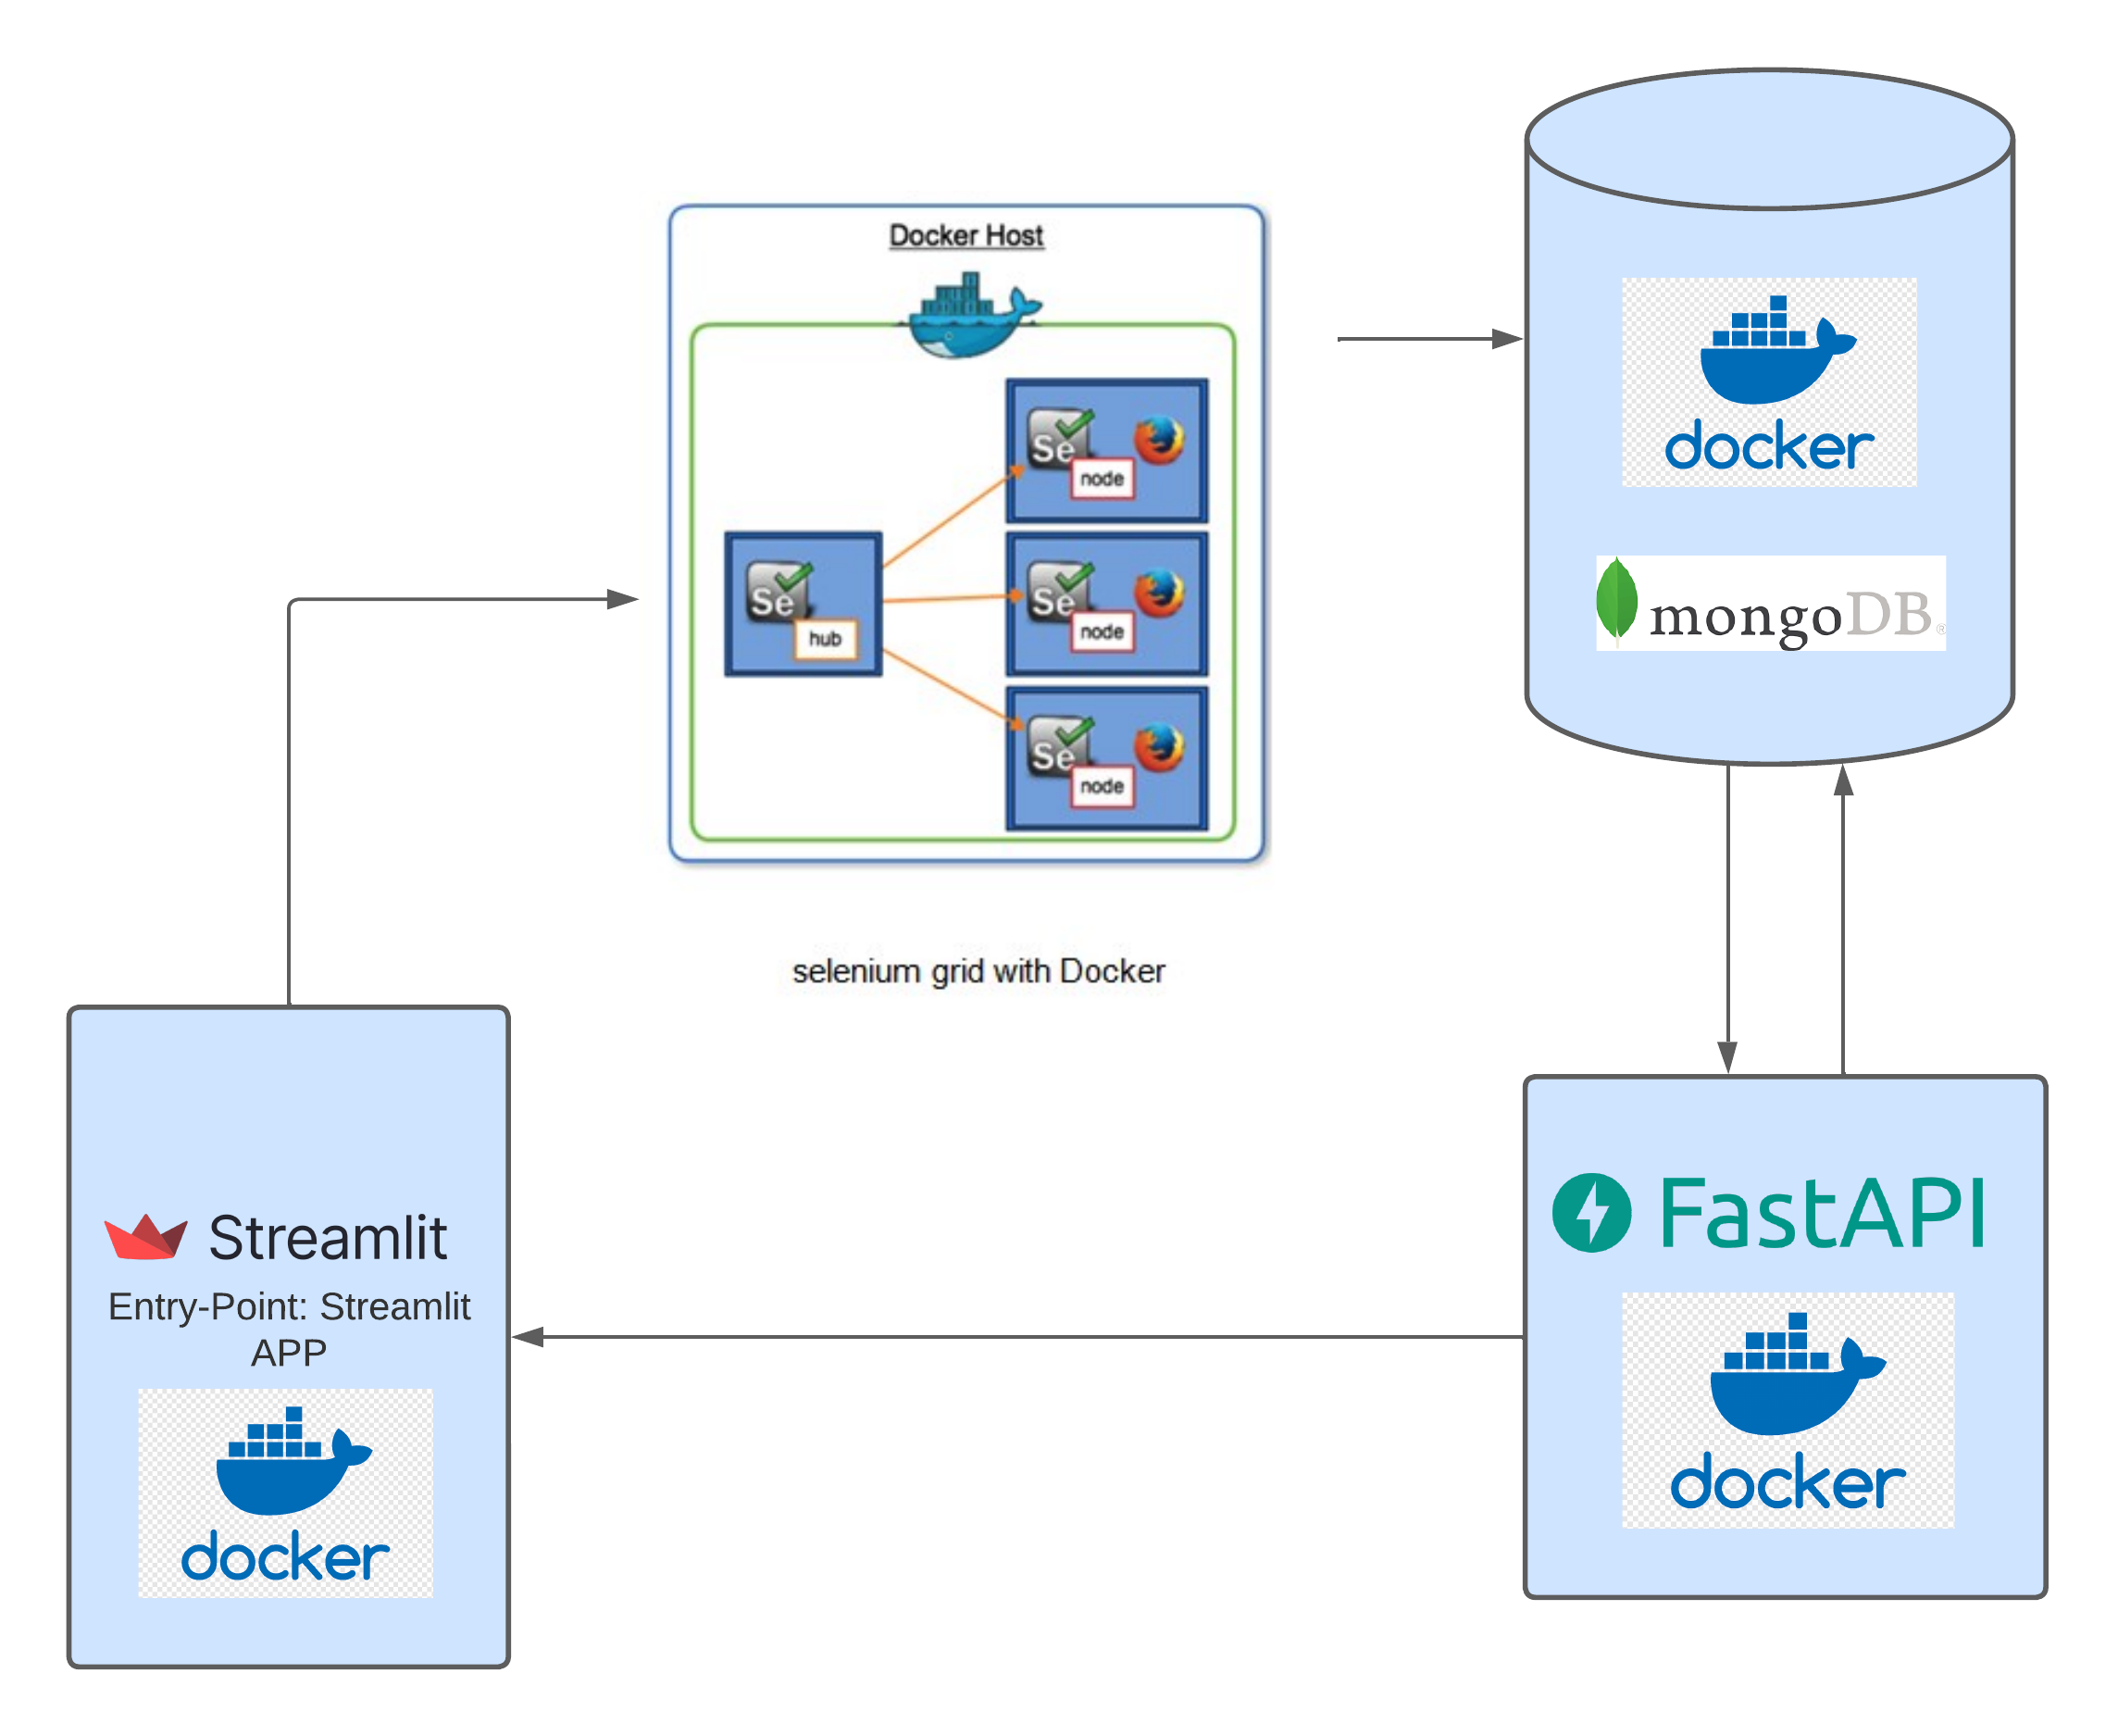 Docker Host
Se
node
Se
hub
Se
node
Se
node
selenium grid with Docker
docker
mongoDB®
Streamlit
Entry-Point: Streamlit
APP
docker
FastAPI
docker